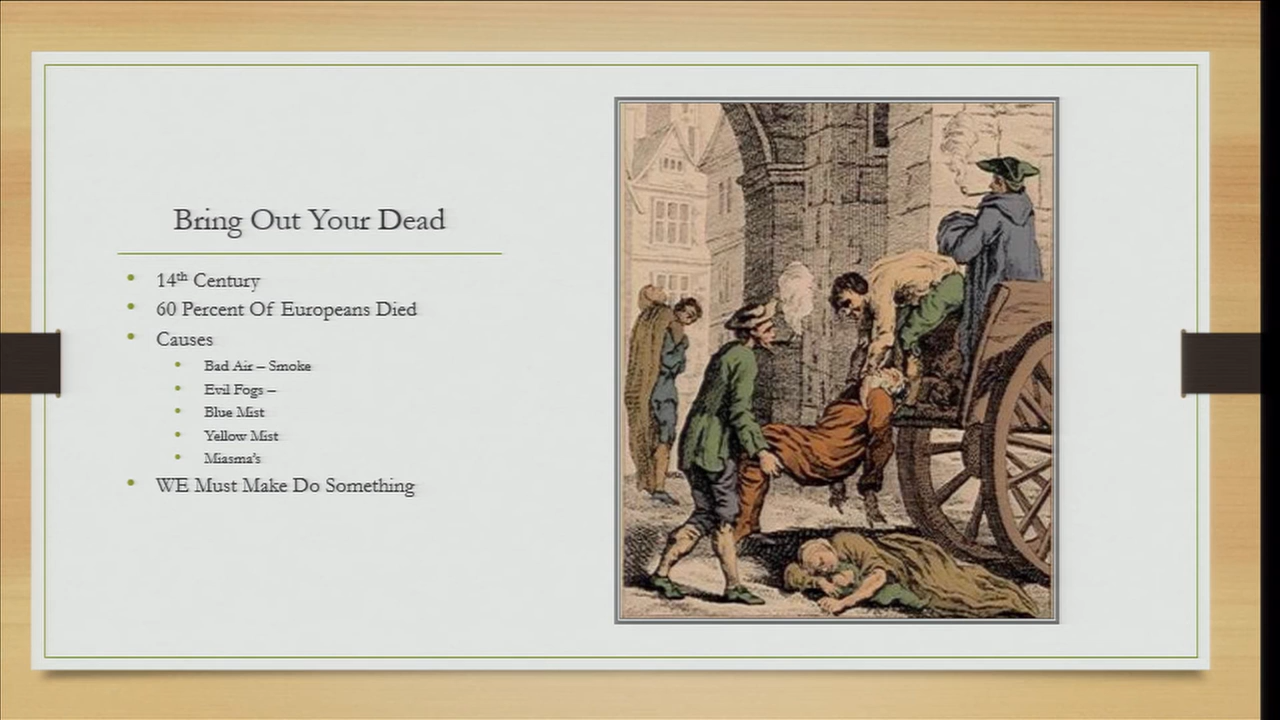 Bring Out Your Dead
14th Century
60 Percent Of Europeans Died
Causes
Bad Air – Smoke
Evil Fogs –
Blue Mist
Yellow Mist
Miasma's
WE Must Make Do Something